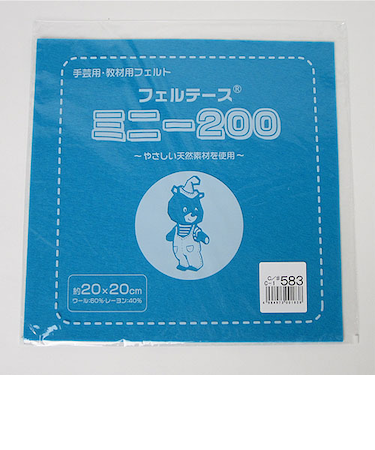 手芸用・教材用フェルト
フェルテース®
ミニー200
～やさしい天然素材を使用～
約20×20cm
ウール:60% レーヨン:40%
C/#
C-1 583